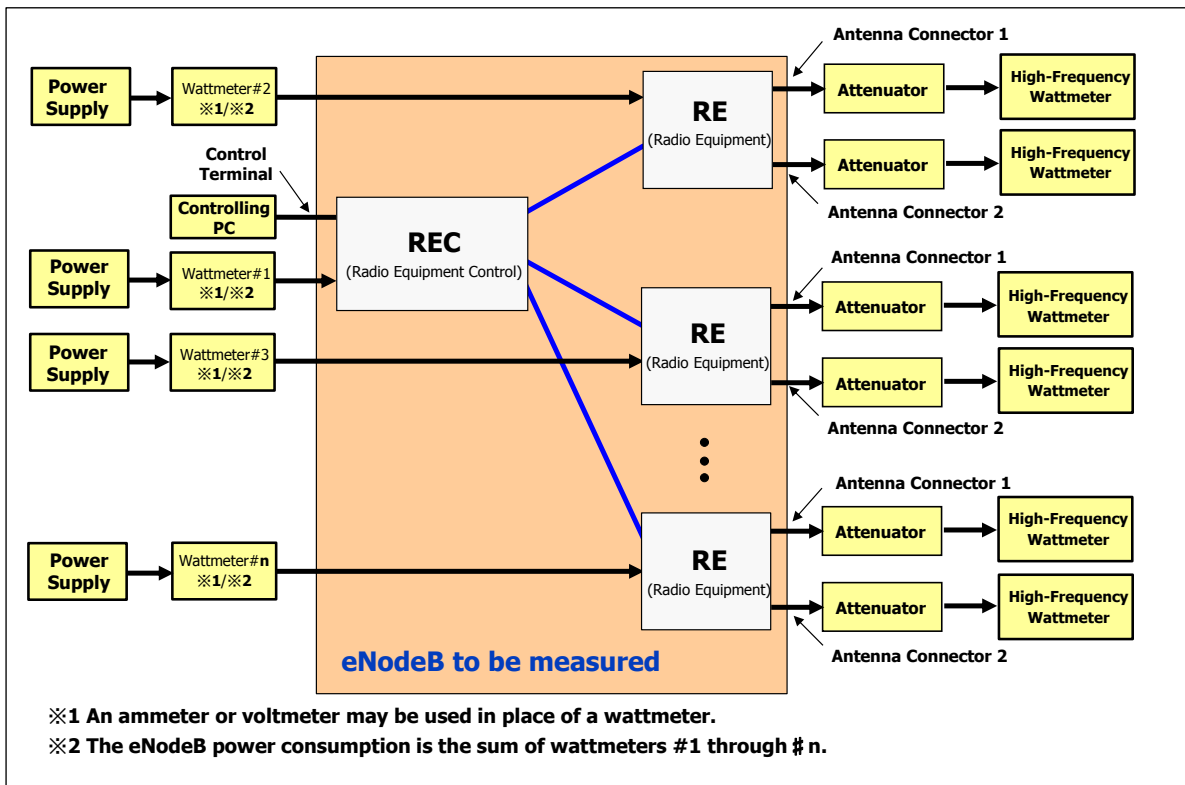 Antenna Connector 1
Power
Supply
Wattmeter#2
※1/※2
RE
(Radio Equipment)
Attenuator
High-Frequency
Wattmeter
Attenuator
High-Frequency
Wattmeter
Antenna Connector 2
Control
Terminal
Controlling
PC
REC
(Radio Equipment Control)
Power
Supply
Wattmeter#1
※1/※2
Antenna Connector 1
Attenuator
High-Frequency
Wattmeter
Power
Supply
Wattmeter#3
※1/※2
RE
(Radio Equipment)
Attenuator
High-Frequency
Wattmeter
Antenna Connector 2
Antenna Connector 1
Attenuator
High-Frequency
Wattmeter
Power
Supply
Wattmeter#n
※1/※2
RE
(Radio Equipment)
Attenuator
High-Frequency
Wattmeter
Antenna Connector 2
eNodeB to be measured
※1 An ammeter or voltmeter may be used in place of a wattmeter.
※2 The eNodeB power consumption is the sum of wattmeters #1 through ♯n.